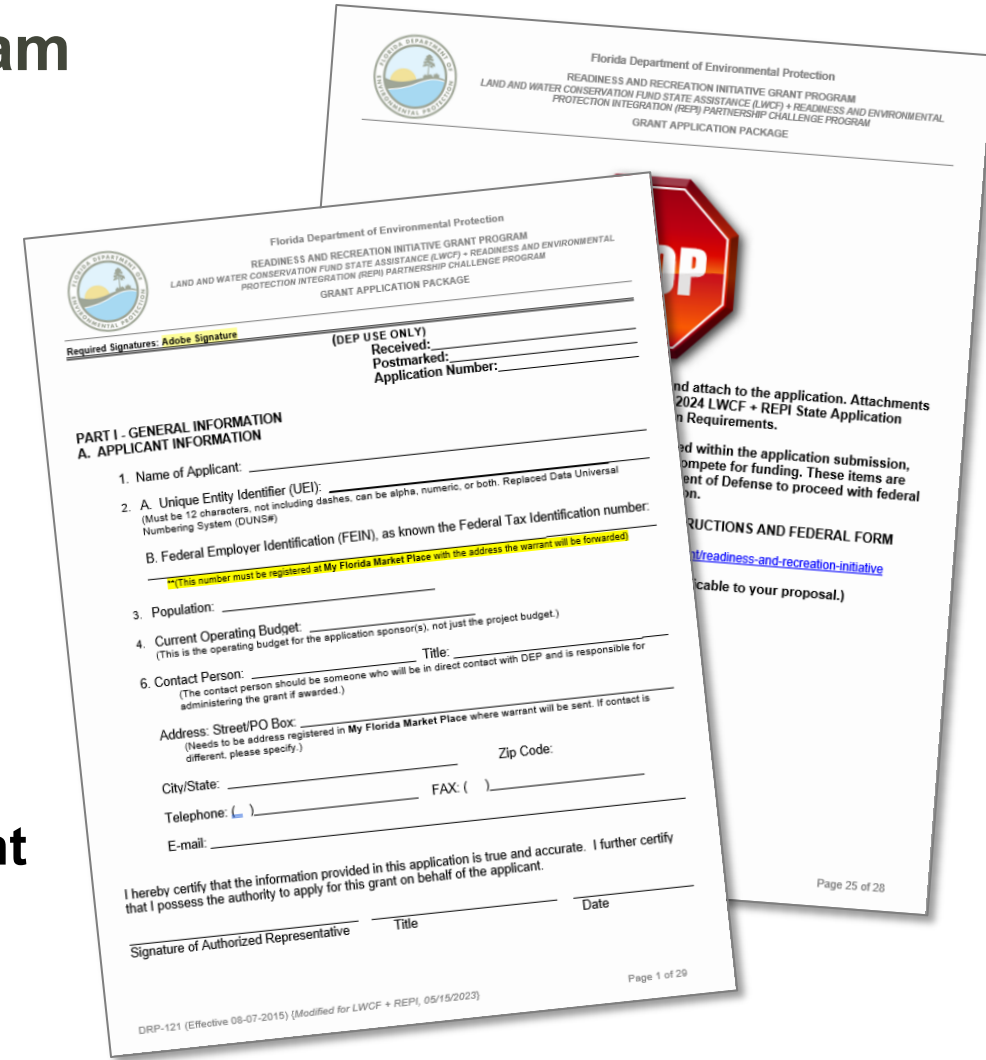 am
nt
Florida Department of Environmental Protection
READINESS AND RECREATION INITIATIVE GRANT PROGRAM
LAND AND WATER CONSERVATION FUND STATE ASSISTANCE (LWCF) + READINESS AND ENVIRONMENTAL
PROTECTION INTEGRATION (REPI) PARTNERSHIP CHALLENGE PROGRAM
GRANT APPLICATION PACKAGE
FLORIDA DEPARTMENT OF ENVIRONMENTAL PROTECTION
OP
nd attach to the application. Attachments
2024 LWCF + REPI State Application
n Requirements.
ed within the application submission,
ompete for funding. These items are
ent of Defense to proceed with federal
on.
RUCTIONS AND FEDERAL FORM
nt/readiness-and-recreation-initiative
icable to your proposal.)
Page 25 of 28
Florida Department of Environmental Protection
READINESS AND RECREATION INITIATIVE GRANT PROGRAM
LAND AND WATER CONSERVATION FUND STATE ASSISTANCE (LWCF) + READINESS AND ENVIRONMENTAL
PROTECTION INTEGRATION (REPI) PARTNERSHIP CHALLENGE PROGRAM
GRANT APPLICATION PACKAGE
FLORIDA DEPARTMENT OF ENVIRONMENTAL PROTECTION
Required Signatures: Adobe Signature
(DEP USE ONLY)
Received:
Postmarked:
Application Number:
PART I - GENERAL INFORMATION
A. APPLICANT INFORMATION
1. Name of Applicant:
2. A. Unique Entity Identifier (UEI):
(Must be 12 characters, not including dashes, can be alpha, numeric, or both. Replaced Data Universal
Numbering System (DUNS#)
B. Federal Employer Identification (FEIN), as known the Federal Tax Identification number:
**(This number must be registered at My Florida Market Place with the address the warrant will be forwarded)
3. Population:
4. Current Operating Budget:
(This is the operating budget for the application sponsor(s), not just the project budget.)
6. Contact Person: Title:
(The contact person should be someone who will be in direct contact with DEP and is responsible for
administering the grant if awarded.)
Address: Street/PO Box:
(Needs to be address registered in My Florida Market Place where warrant will be sent. If contact is
different, please specify.)
City/State: Zip Code:
Telephone: ( ) FAX: ( )
E-mail:
I hereby certify that the information provided in this application is true and accurate. I further certify
that I possess the authority to apply for this grant on behalf of the applicant.
Signature of Authorized Representative Title Date
DRP-121 (Effective 08-07-2015) {Modified for LWCF + REPI, 05/15/2023} Page 1 of 29